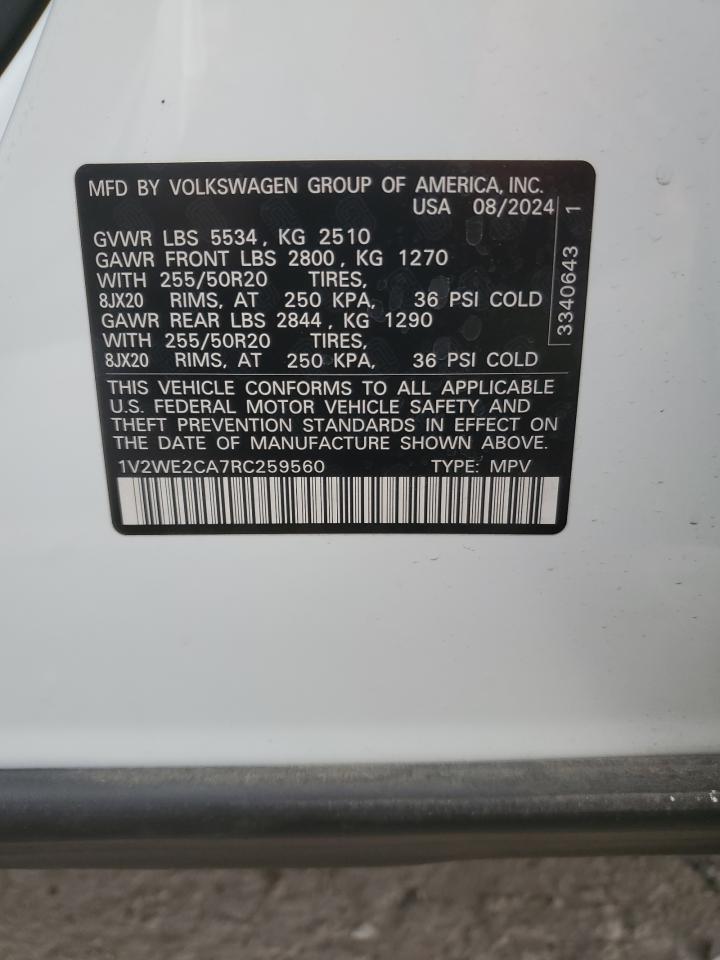 MFD BY VOLKSWAGEN GROUP OF AMERICA, INC.
USA 08/2024
GVWR LBS 5534, KG 2510
GAWR FRONT LBS 2800, KG 1270
WITH 255/50R20 TIRES,
8JX20 RIMS, AT 250 KPA, 36 PSI COLD
GAWR REAR LBS 2844, KG 1290
WITH 255/50R20 TIRES,
8JX20 RIMS, AT 250 KPA, 36 PSI COLD
3340643 1
THIS VEHICLE CONFORMS TO ALL APPLICABLE
U.S. FEDERAL MOTOR VEHICLE SAFETY AND
THEFT PREVENTION STANDARDS IN EFFECT ON
THE DATE OF MANUFACTURE SHOWN ABOVE.
1V2WE2CA7RC259560 TYPE: MPV